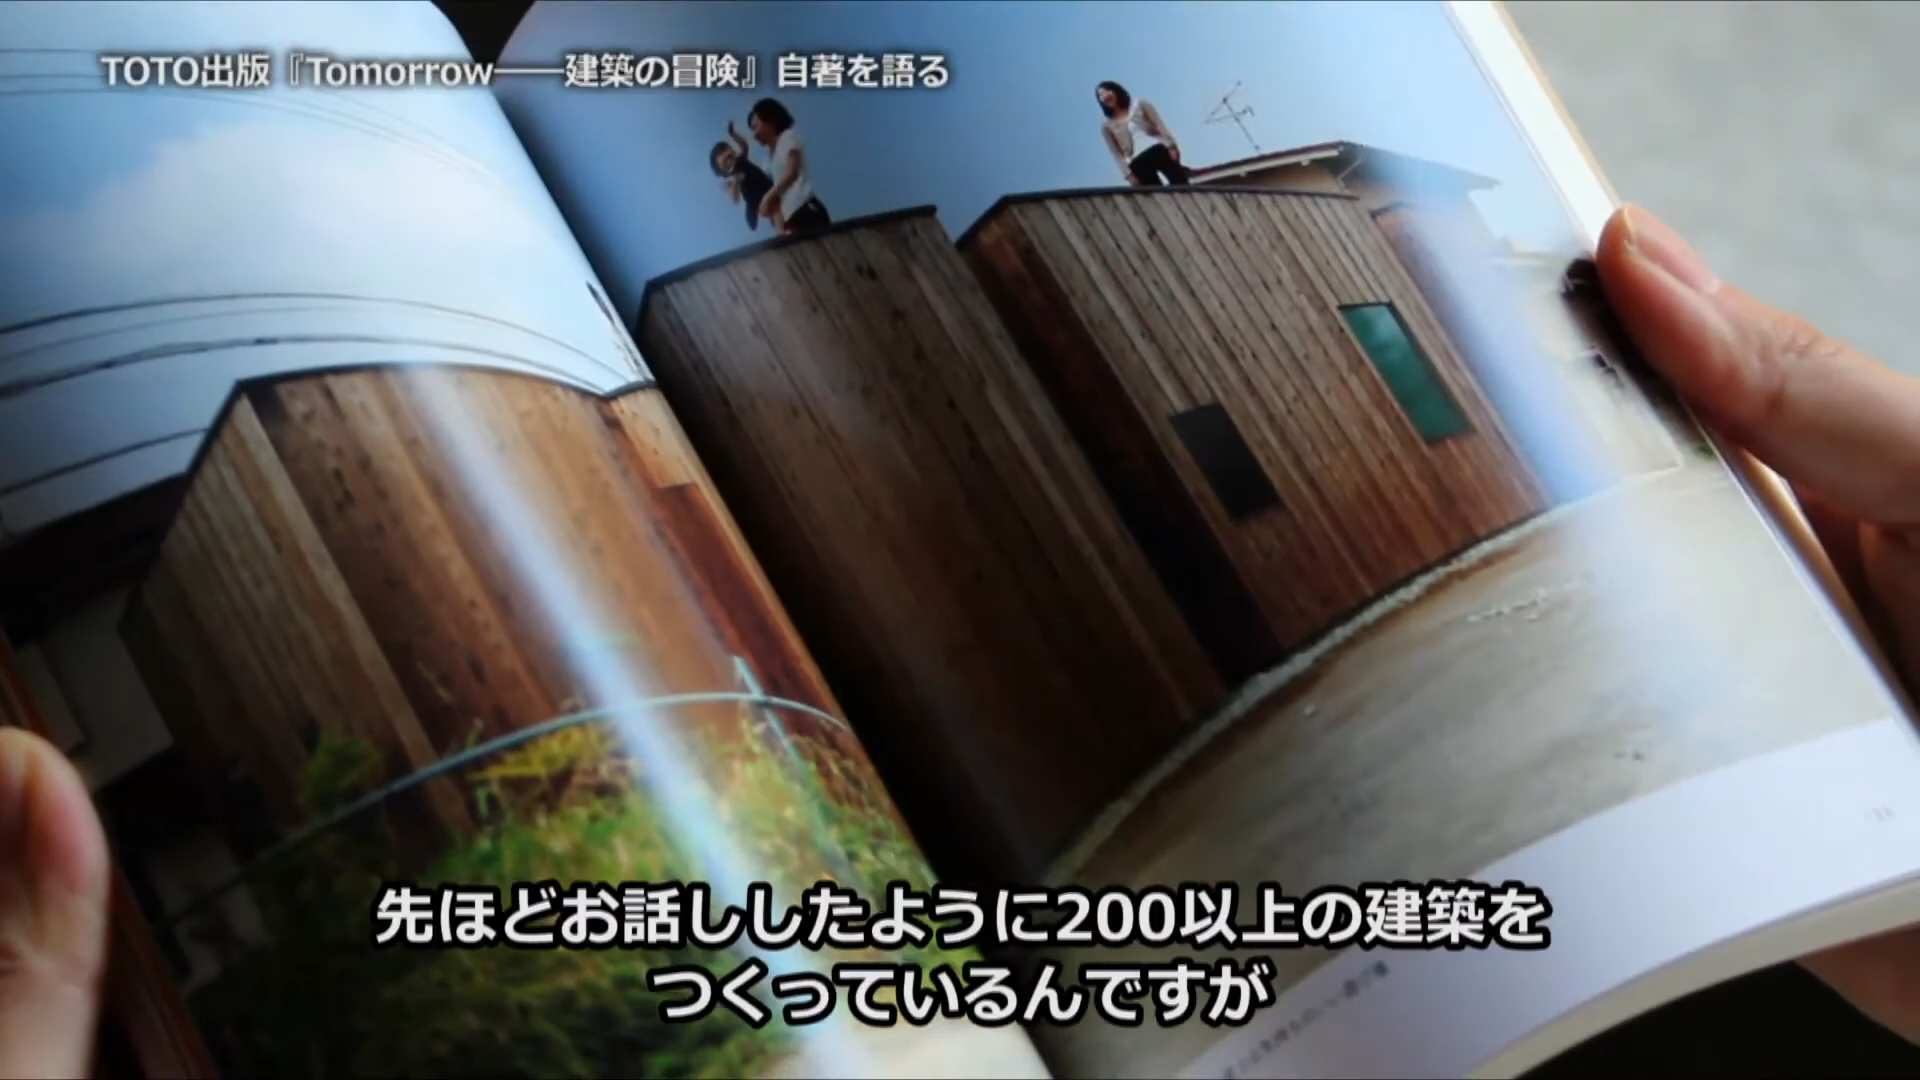 TOTO出版『Tomorrow――建築の冒険』自著を語る
先ほどお話ししたように200以上の建築を
つくっているんですが